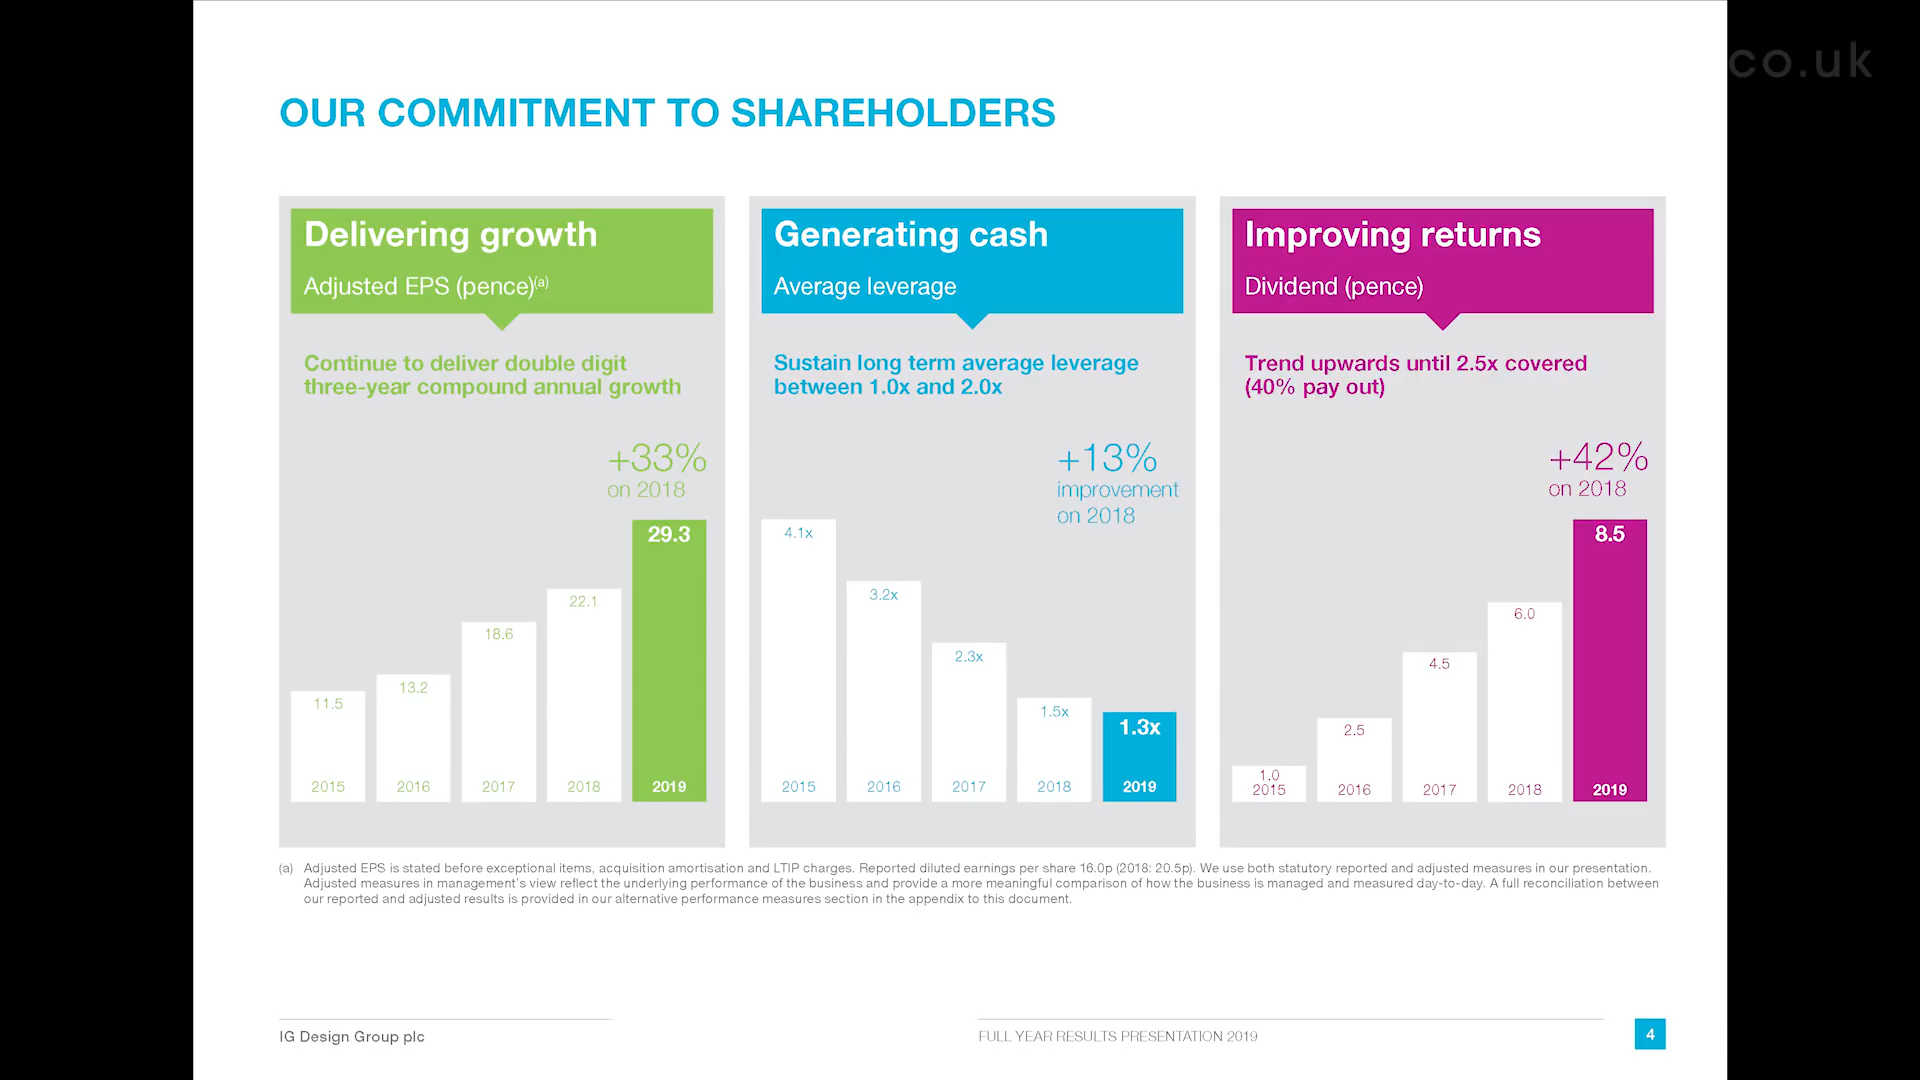 co.uk
OUR COMMITMENT TO SHAREHOLDERS
Delivering growth
Adjusted EPS (pence)(a)
Continue to deliver double digit
three-year compound annual growth
+33%
on 2018
11.5
13.2
18.6
22.1
29.3
2015
2016
2017
2018
2019
Generating cash
Average leverage
Sustain long term average leverage
between 1.0x and 2.0x
+13%
improvement
on 2018
4.1x
3.2x
2.3x
1.5x
1.3x
2015
2016
2017
2018
2019
Improving returns
Dividend (pence)
Trend upwards until 2.5x covered
(40% pay out)
+42%
on 2018
1.0
2.5
4.5
6.0
8.5
2015
2016
2017
2018
2019
(a) Adjusted EPS is stated before exceptional items, acquisition amortisation and LTIP charges. Reported diluted earnings per share 16.0p (2018: 20.5p). We use both statutory reported and adjusted measures in our presentation.
Adjusted measures in management's view reflect the underlying performance of the business and provide a more meaningful comparison of how the business is managed and measured day-to-day. A full reconciliation between
our reported and adjusted results is provided in our alternative performance measures section in the appendix to this document.
IG Design Group plc
FULL YEAR RESULTS PRESENTATION 2019
4